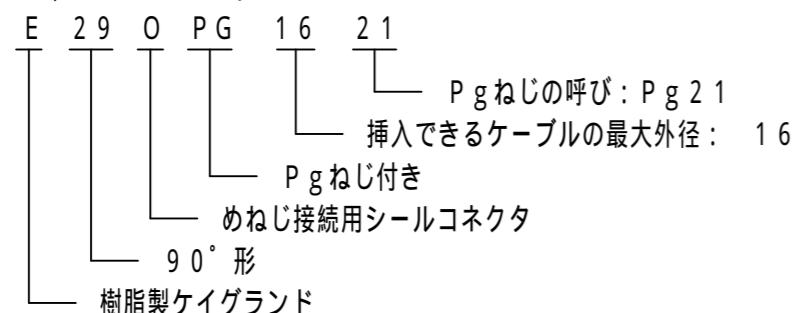 E 29 O PG 16 21
Pgねじの呼び：Pg21
挿入できるケーブルの最大外径： 16
Pgねじ付き
めねじ接続用シールコネクタ
90°形
樹脂製ケイグランド